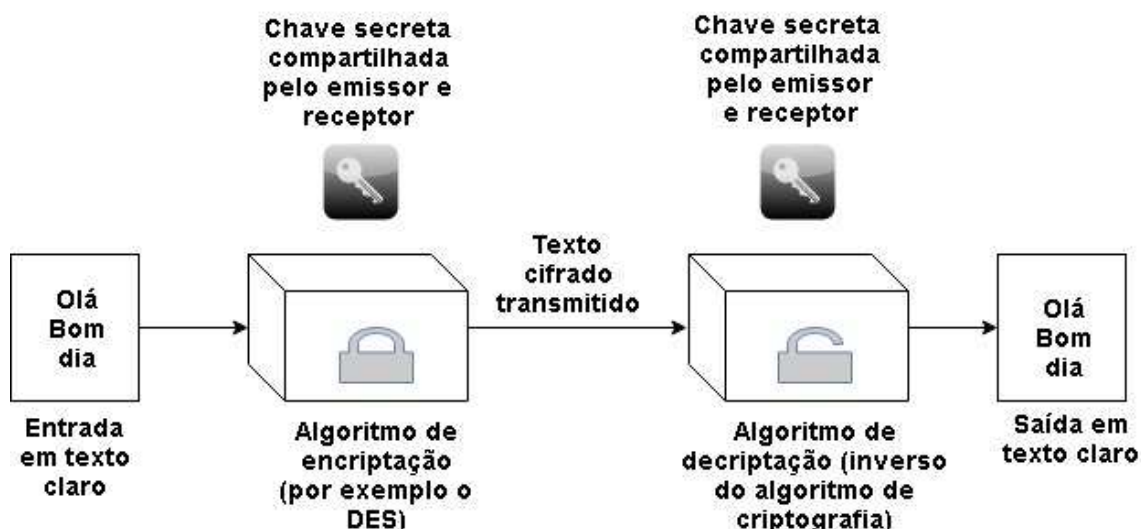 Chave secreta
compartilhada
pelo emissor e
receptor
Chave secreta
compartilhada
pelo emissor
e receptor
Olá
Bom
dia
Texto
cifrado
transmitido
Olá
Bom
dia
Entrada
em texto
claro
Algoritmo de
encriptação
(por exemplo o
DES)
Algoritmo de
decriptação (inverso
do algoritmo de
criptografia)
Saída em
texto claro